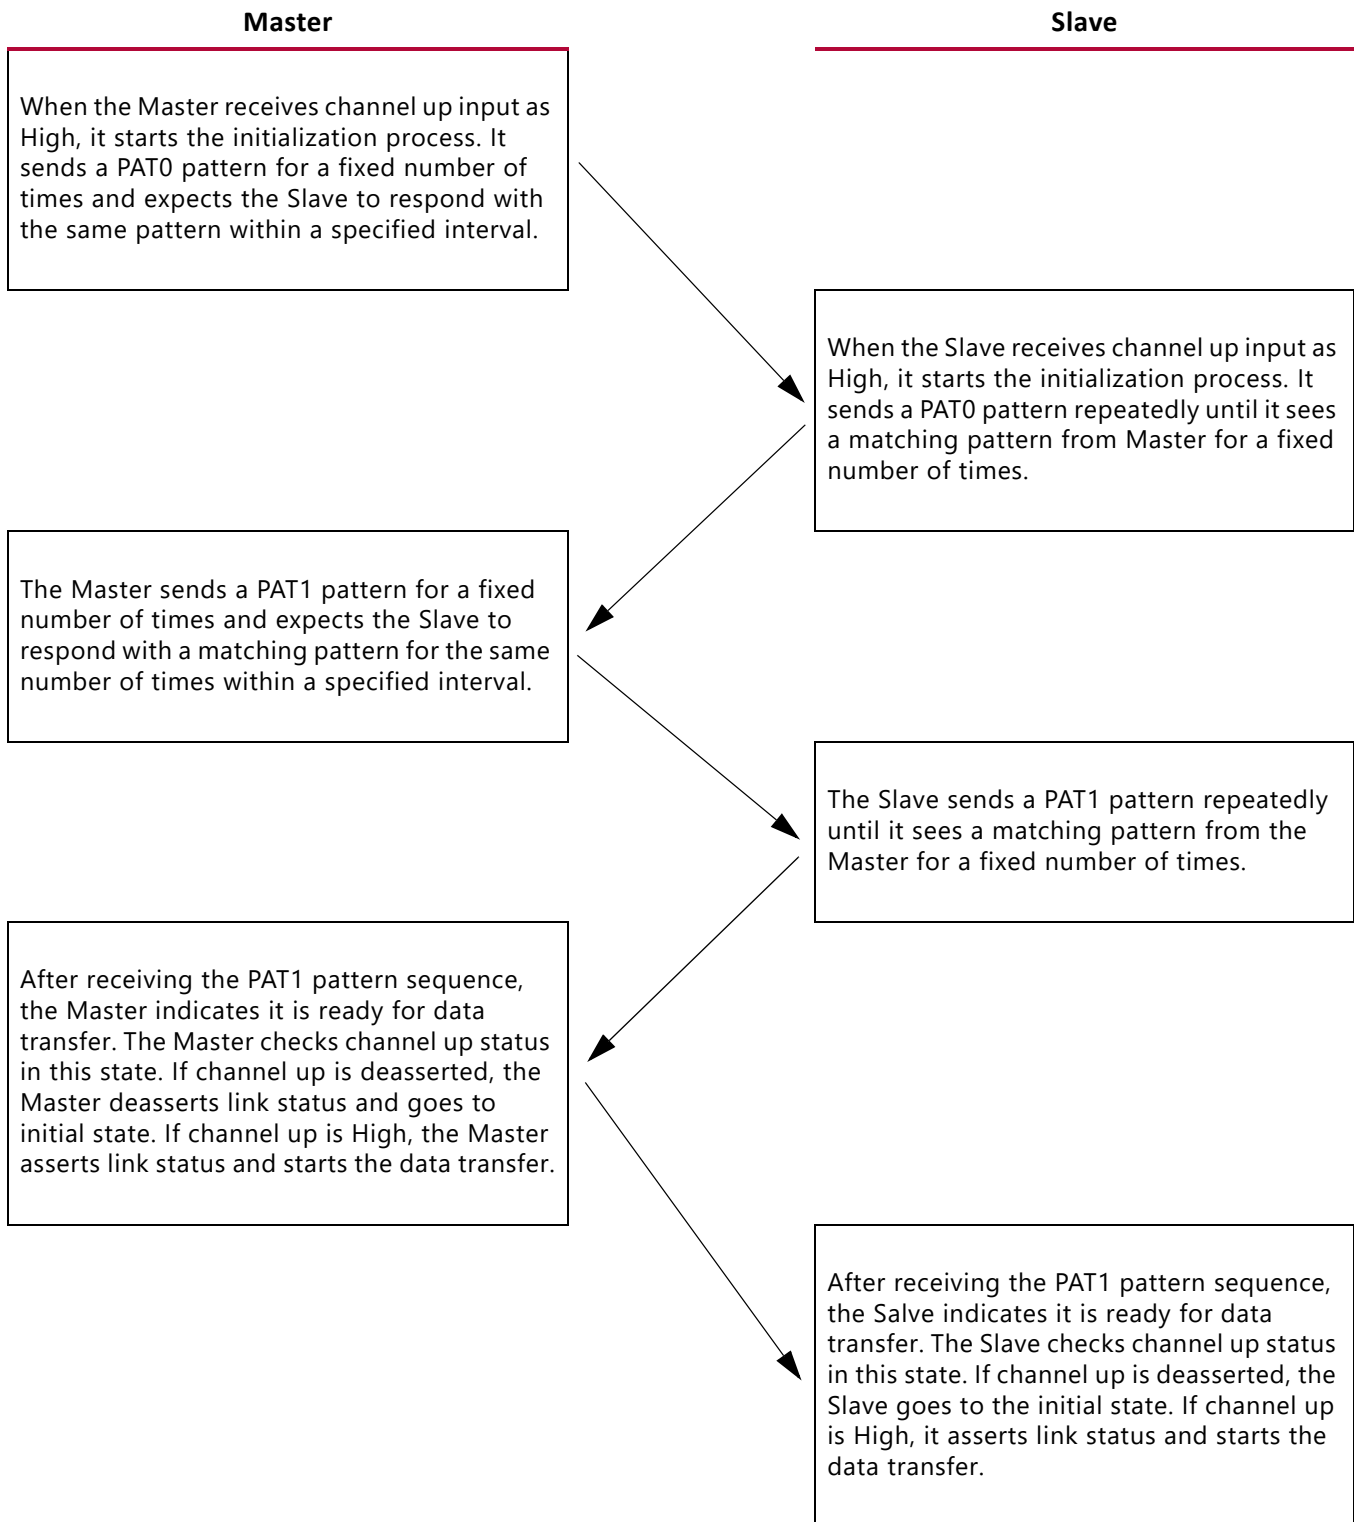 Master
Slave
When the Master receives channel up input as
High, it starts the initialization process. It
sends a PAT0 pattern for a fixed number of
times and expects the Slave to respond with
the same pattern within a specified interval.
When the Slave receives channel up input as
High, it starts the initialization process. It
sends a PAT0 pattern repeatedly until it sees
a matching pattern from Master for a fixed
number of times.
The Master sends a PAT1 pattern for a fixed
number of times and expects the Slave to
respond with a matching pattern for the same
number of times within a specified interval.
The Slave sends a PAT1 pattern repeatedly
until it sees a matching pattern from the
Master for a fixed number of times.
After receiving the PAT1 pattern sequence,
the Master indicates it is ready for data
transfer. The Master checks channel up status
in this state. If channel up is deasserted, the
Master deasserts link status and goes to
initial state. If channel up is High, the Master
asserts link status and starts the data transfer.
After receiving the PAT1 pattern sequence,
the Salve indicates it is ready for data
transfer. The Slave checks channel up status
in this state. If channel up is deasserted, the
Slave goes to the initial state. If channel up
is High, it asserts link status and starts the
data transfer.